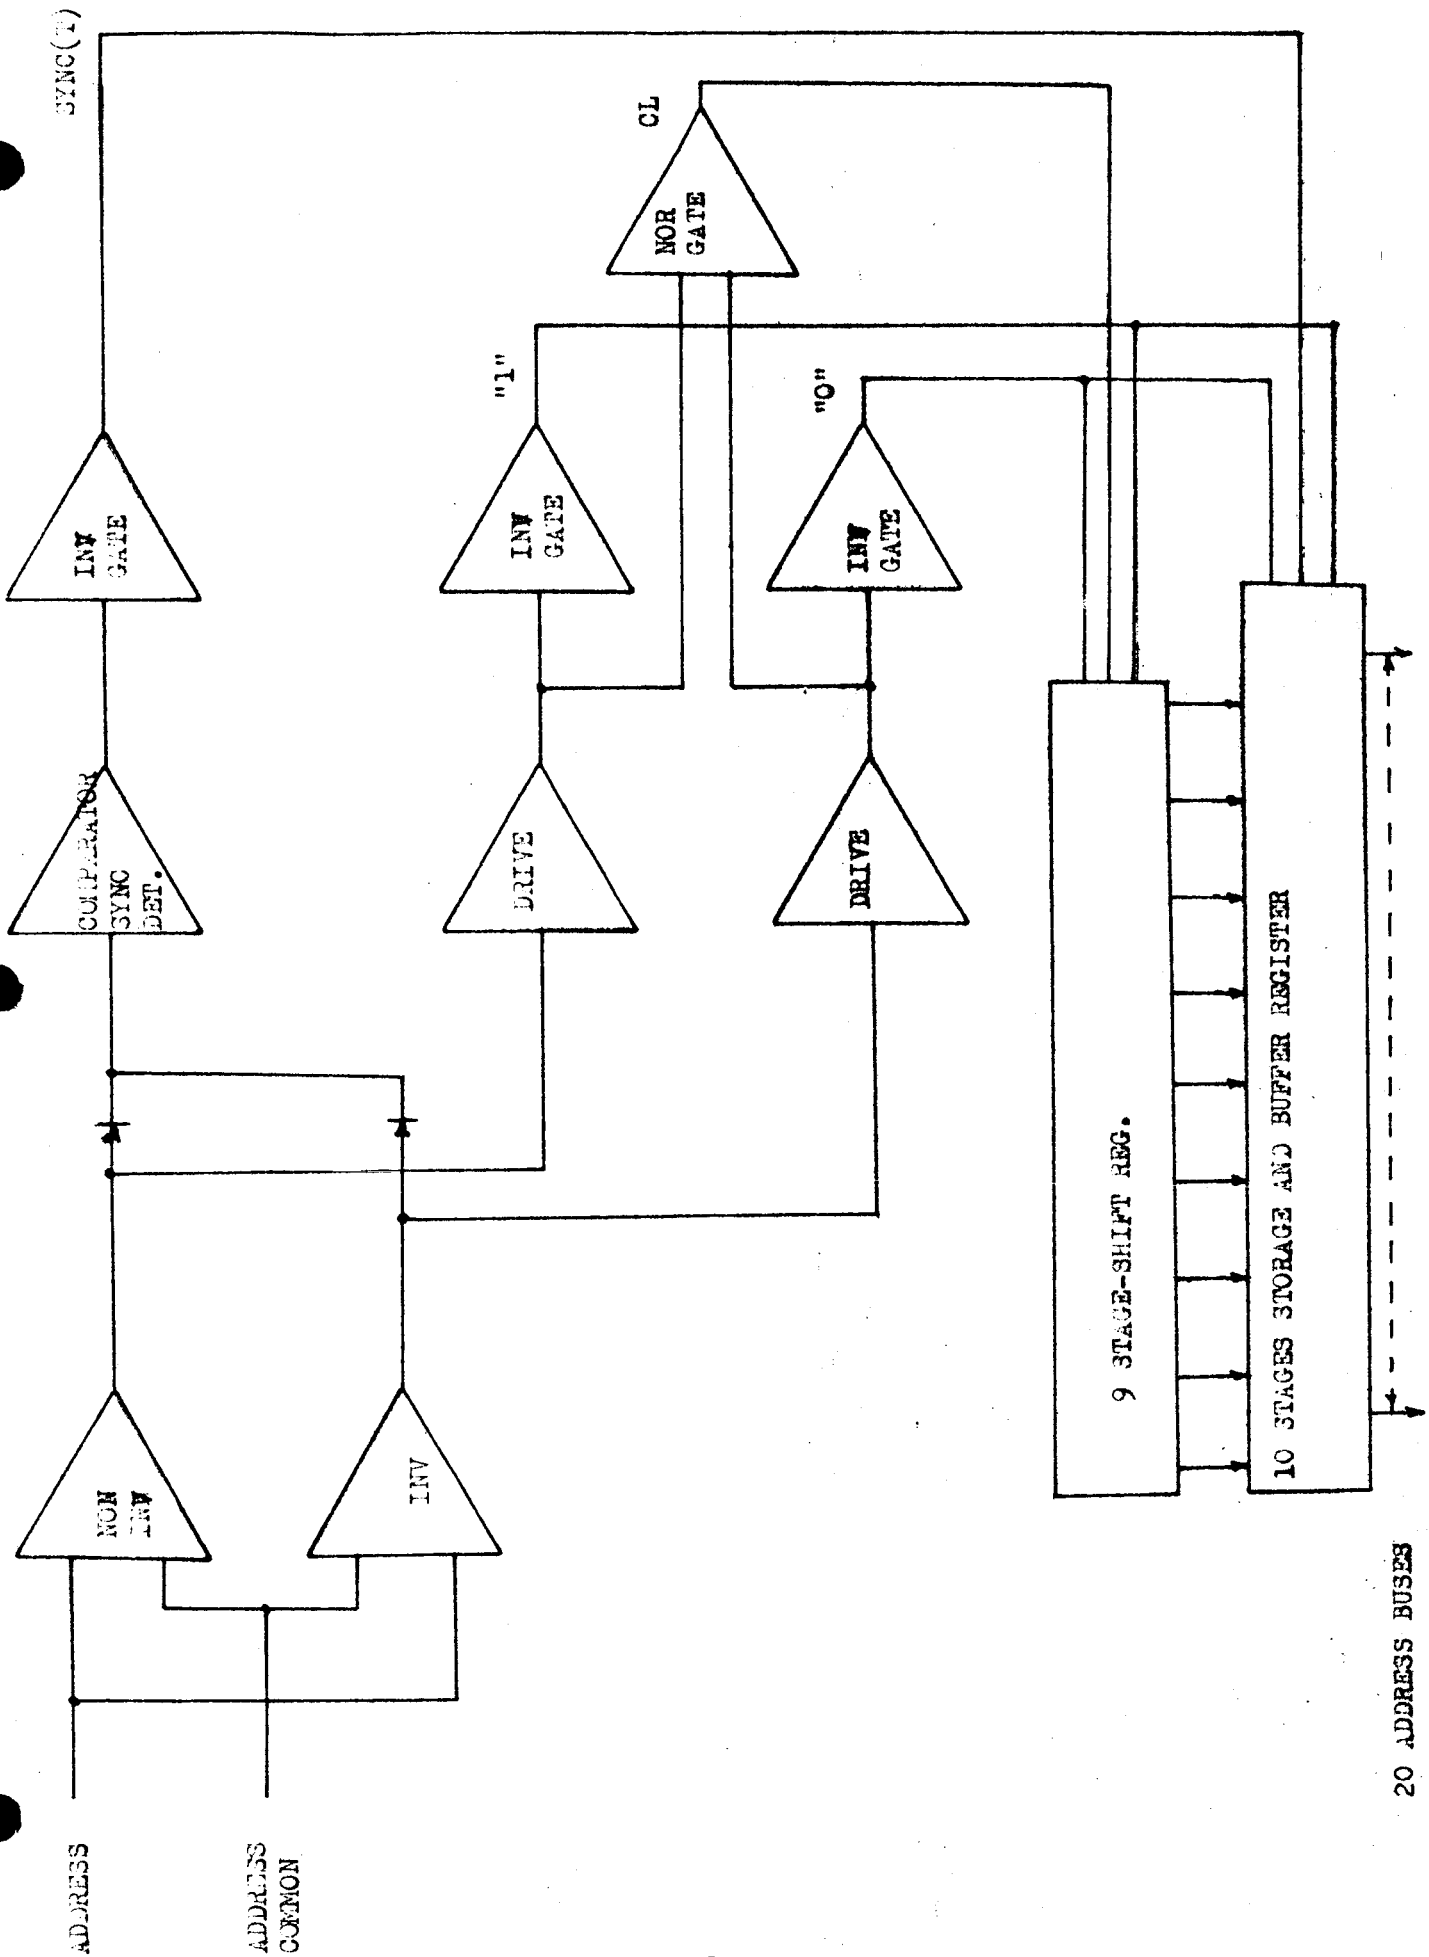 SYNC(T)
INV
GATE
COMPARATOR
SYNC
DET.
NON
INV
ADDRESS
CL
NOR
GATE
"1"
INV
GATE
DRIVE
INV
ADDRESS
COMMON
"0"
INV
GATE
DRIVE
9 STAGE-SHIFT REG.
10 STAGES STORAGE AND BUFFER REGISTER
20 ADDRESS BUSES